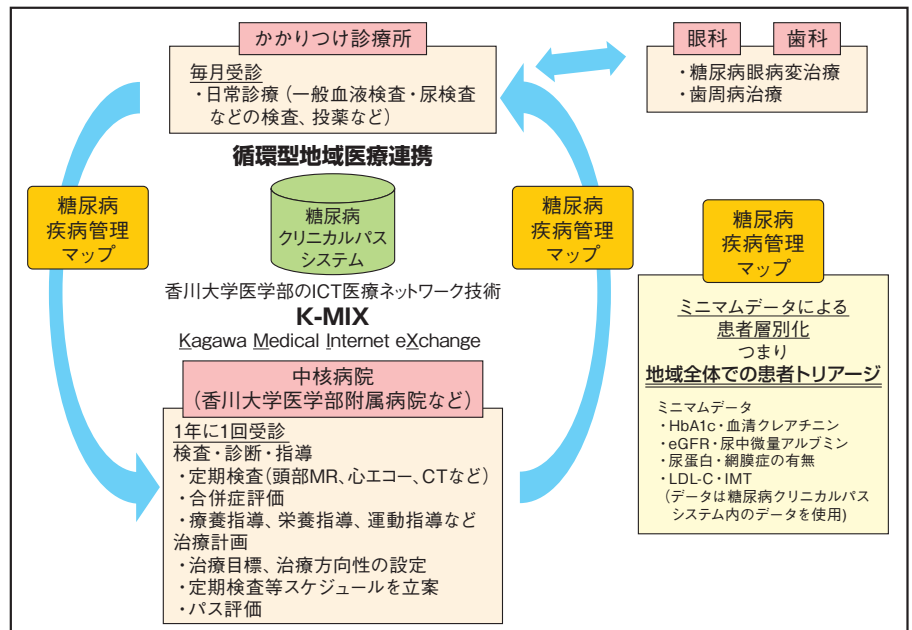 かかりつけ診療所
毎月受診
・日常診療（一般血液検査・尿検査
などの検査、投薬など）
眼科
歯科
・糖尿病眼病変治療
・歯周病治療
循環型地域医療連携
糖尿病
疾病管理
マップ
糖尿病
クリニカルパス
システム
糖尿病
疾病管理
マップ
香川大学医学部のICT医療ネットワーク技術
K-MIX
Kagawa Medical Internet eXchange
中核病院
（香川大学医学部附属病院など）
1年に1回受診
検査・診断・指導
・定期検査（頭部MR、心エコー、CTなど）
・合併症評価
・療養指導、栄養指導、運動指導など
治療計画
・治療目標、治療方向性の設定
・定期検査等スケジュールを立案
・パス評価
糖尿病
疾病管理
マップ
ミニマムデータによる
患者層別化
つまり
地域全体での患者トリアージ
ミニマムデータ
・HbA1c・血清クレアチニン
・eGFR・尿中微量アルブミン
・尿蛋白・網膜症の有無
・LDL-C・IMT
（データは糖尿病クリニカルパス
システム内のデータを使用）